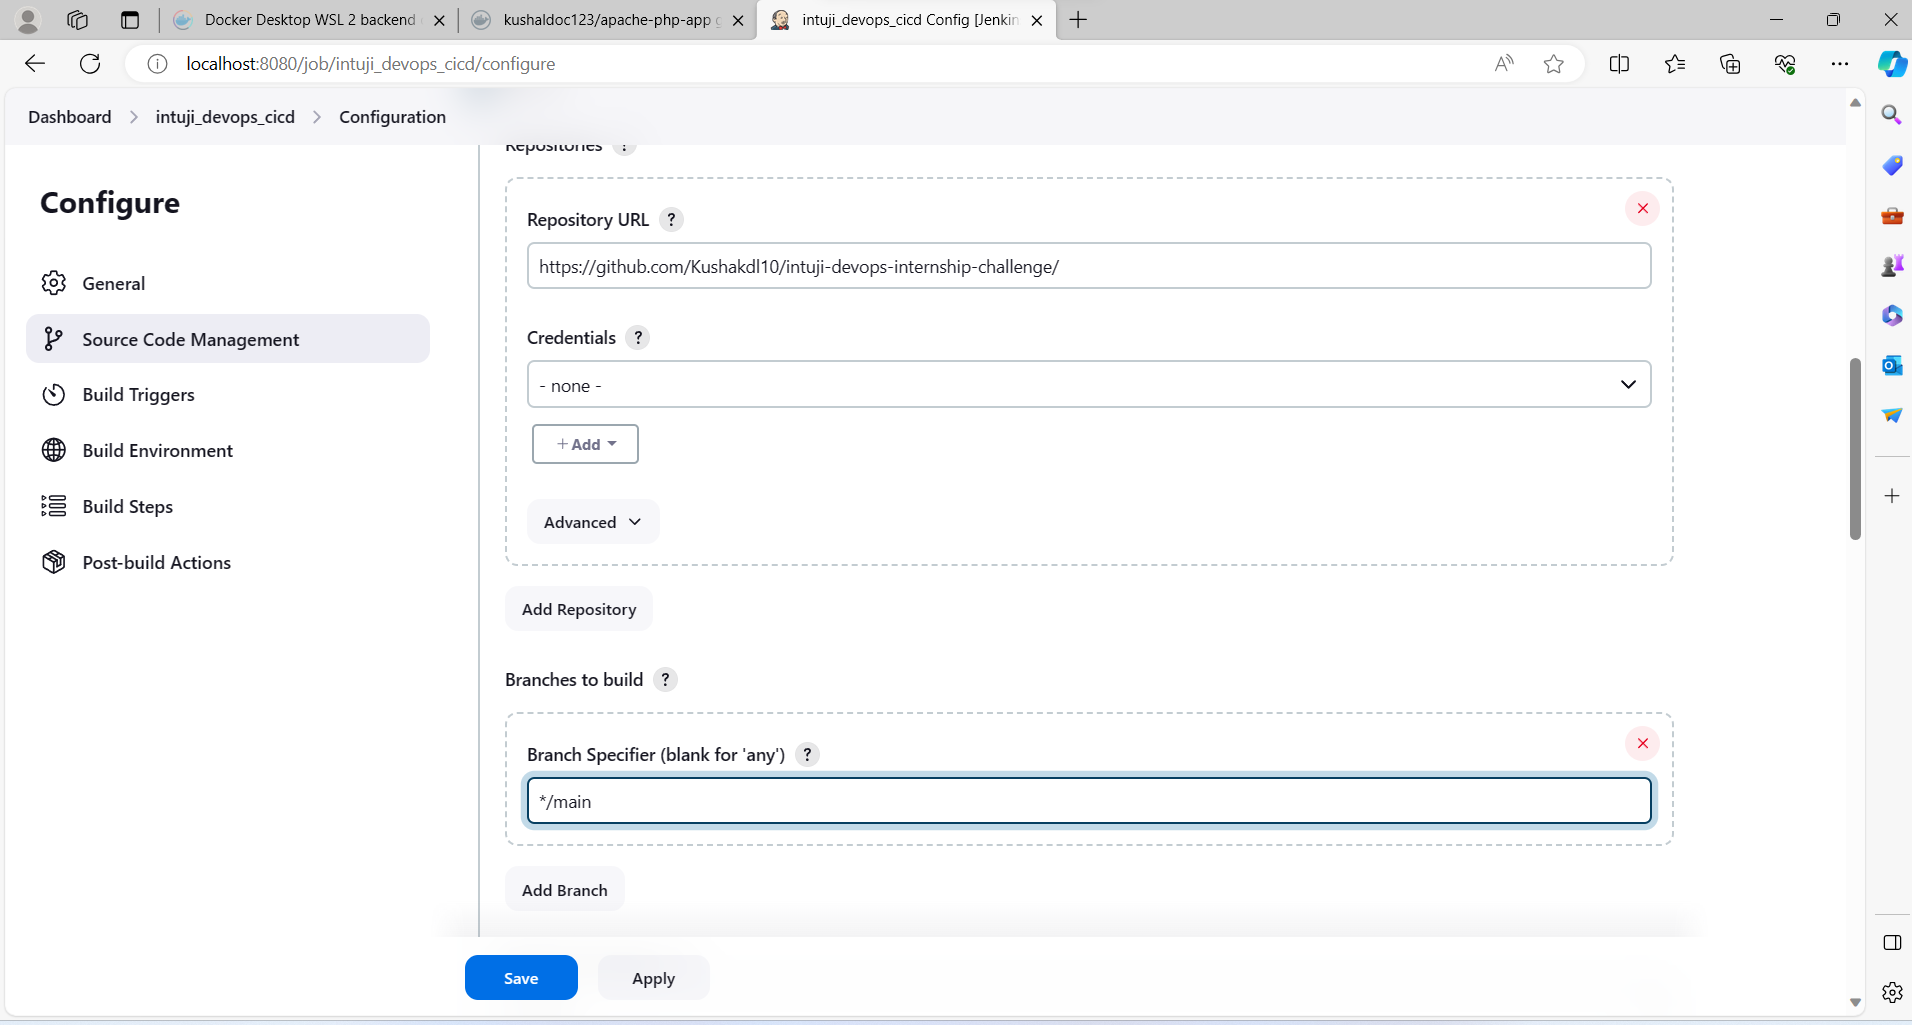 Docker Desktop WSL 2 backend
kushaldoc123/apache-php-app
intuji_devops_cicd Config [Jenkin
localhost:8080/job/intuji_devops_cicd/configure
Dashboard > intuji_devops_cicd > Configuration
Repositories ?
Configure
General
Source Code Management
Build Triggers
Build Environment
Build Steps
Post-build Actions
Repository URL ?
https://github.com/Kushakdl10/intuji-devops-internship-challenge/
Credentials ?
- none -
+ Add
Advanced
Add Repository
Branches to build ?
Branch Specifier (blank for 'any') ?
*/main
Add Branch
Save
Apply